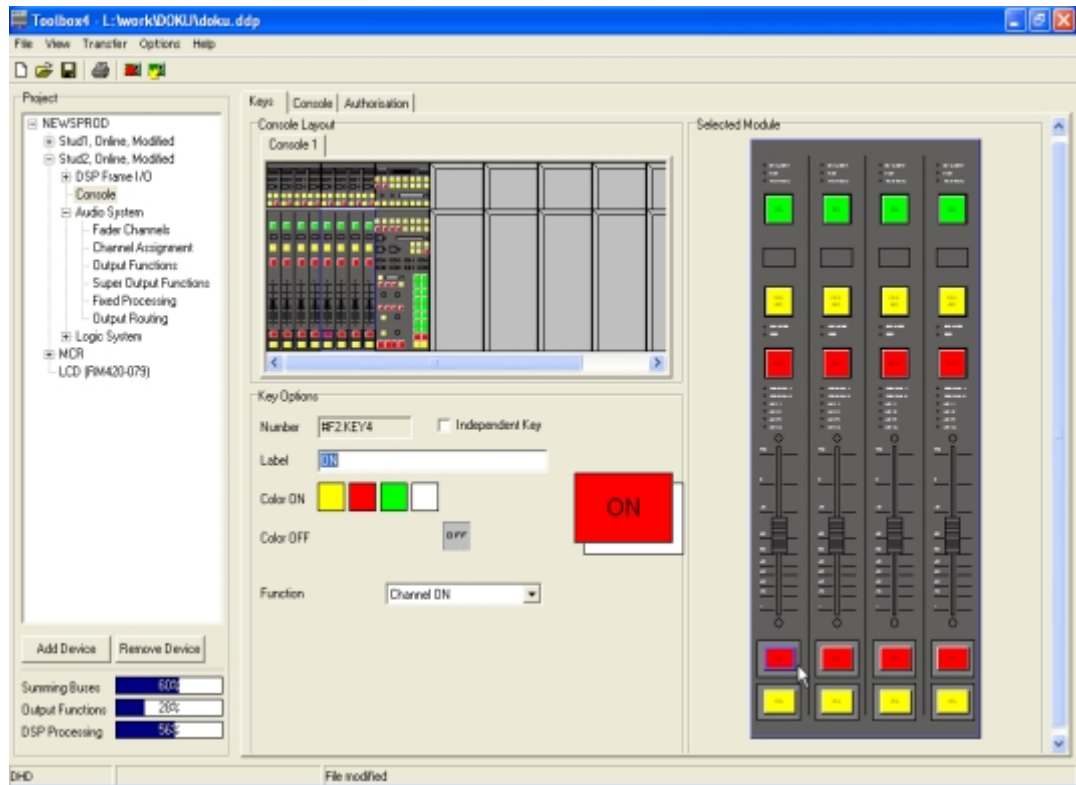 Toolbox4 - L:\work\DOKU\doku.ddp
File View Transfer Options Help
Project
NEWSPROD
Stud1, Online, Modified
Stud2, Online, Modified
DSP Frame I/O
Console
Audio System
Fader Channels
Channel Assignment
Output Functions
Super Output Functions
Fixed Processing
Output Routing
Logic System
MCR
LCD (RM420-079)
Add Device Remove Device
Summing Buses 60%
Output Functions 28%
DSP Processing 56%
Keys Console Authorisation
Console Layout
Console 1
Key Options
Number #F2.KEY4 Independent Key
Label ON
Color ON
Color OFF OFF
ON
Function Channel ON
Selected Module
DHD File modified